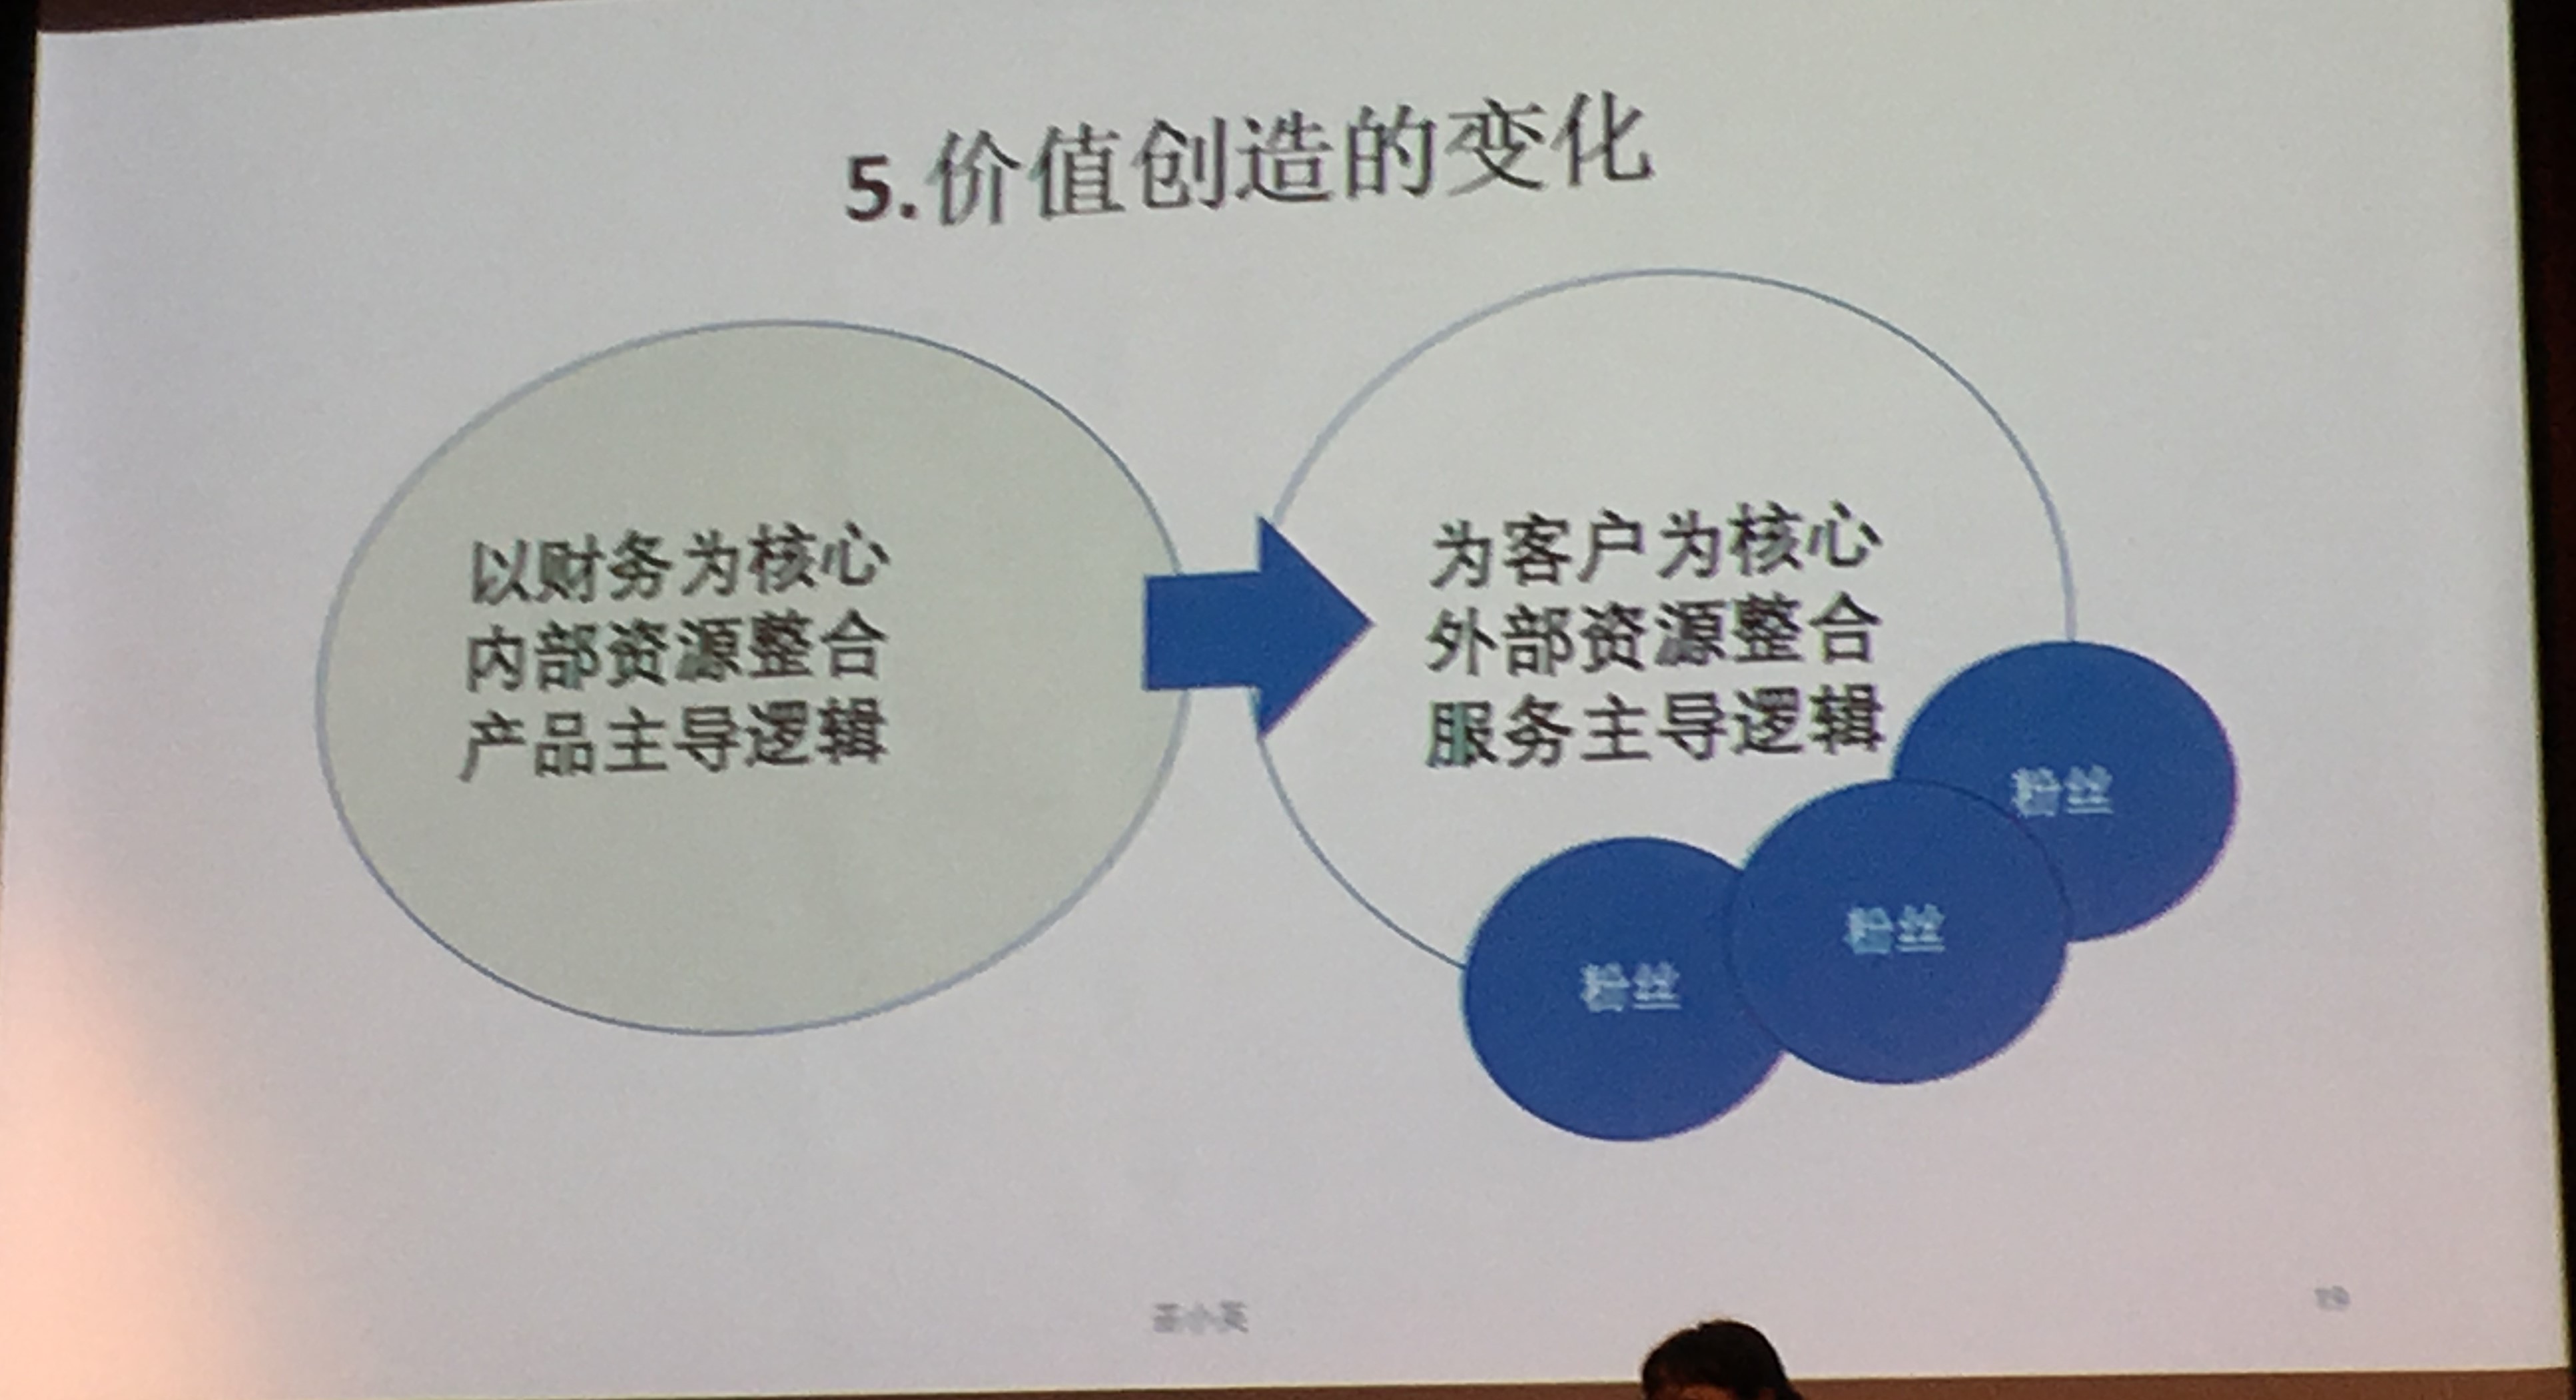 5.价值创造的变化
以财务为核心
内部资源整合
产品主导逻辑
为客户为核心
外部资源整合
服务主导逻辑
粉丝
粉丝
粉丝